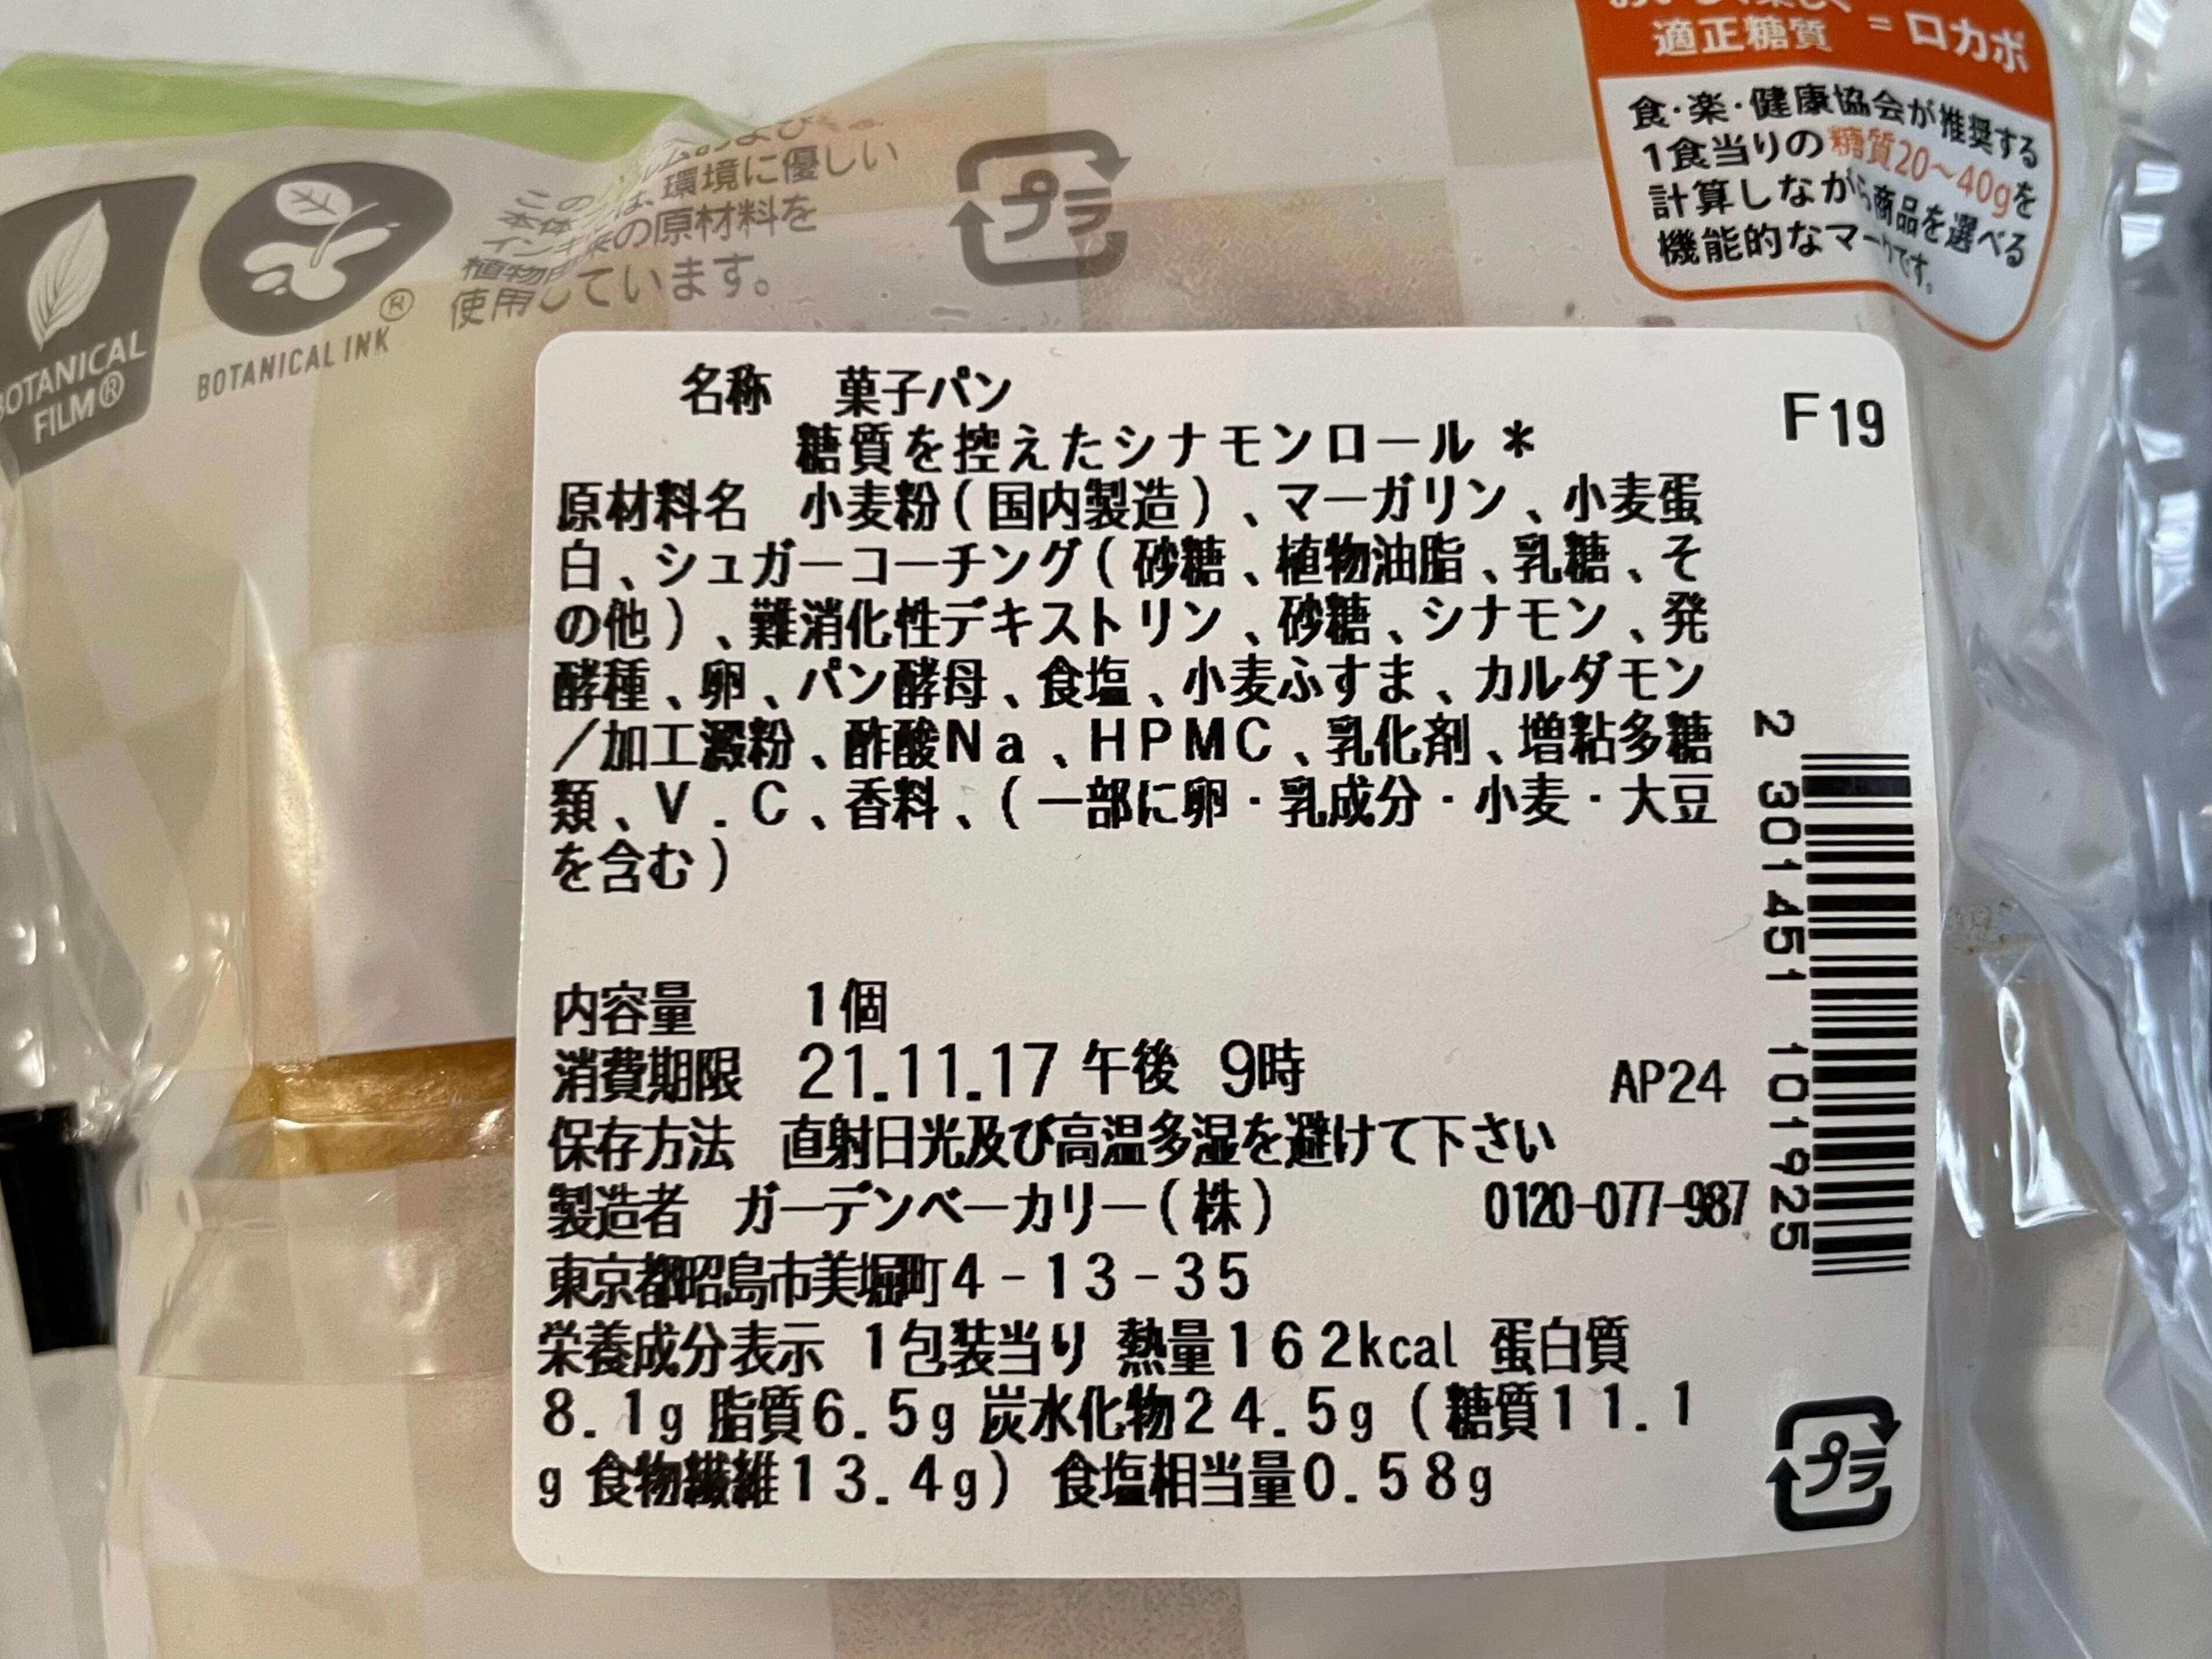 適正糖質 = ロカボ
食・楽・健康協会が推奨する
1食当りの糖質20～40gを
計算しながら商品を選べる
機能的なマークです。
BOTANICAL
FILM®
BOTANICAL INK
®
環境に優しい
の原材料を
使用しています。
プラ
名称 菓子パン
F19
糖質を控えたシナモンロール＊
原材料名 小麦粉(国内製造)、マーガリン、小麦蛋
白、シュガーコーチング(砂糖、植物油脂、乳糖、そ
の他)、難消化性デキストリン、砂糖、シナモン、発
酵種、卵、パン酵母、食塩、小麦ふすま、カルダモン
／加工澱粉、酢酸Na、HPMC、乳化剤、増粘多糖
類、V.C、香料、(一部に卵・乳成分・小麦・大豆
を含む)
内容量 1個
消費期限 21.11.17 午後 9時 AP24
保存方法 直射日光及び高温多湿を避けて下さい
製造者 ガーデンベーカリー(株) 0120-077-987
東京都昭島市美堀町4-13-35
栄養成分表示 1包装当り 熱量162kcal 蛋白質
8.1g 脂質6.5g 炭水化物24.5g (糖質11.1
g 食物繊維13.4g) 食塩相当量0.58g
2 301451 101925
プラ